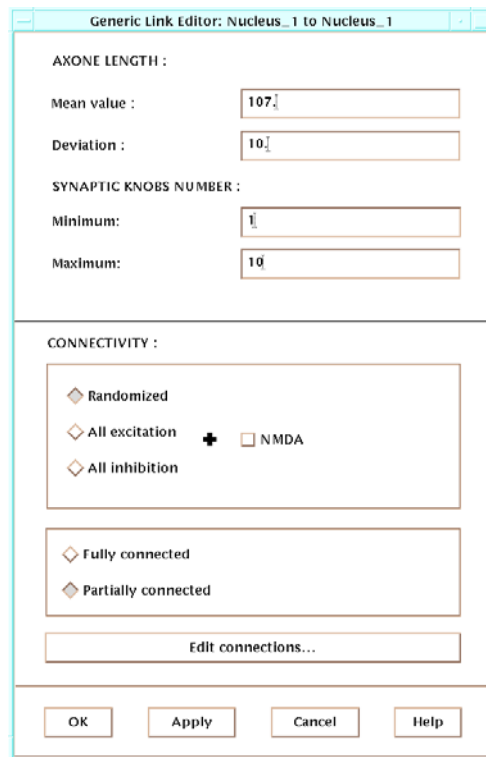 Generic Link Editor: Nucleus_1 to Nucleus_1
AXONE LENGTH :
Mean value : 107.
Deviation : 10.
SYNAPTIC KNOBS NUMBER :
Minimum: 1
Maximum: 10
CONNECTIVITY :
Randomized
All excitation
NMDA
All inhibition
Fully connected
Partially connected
Edit connections...
OK Apply Cancel Help